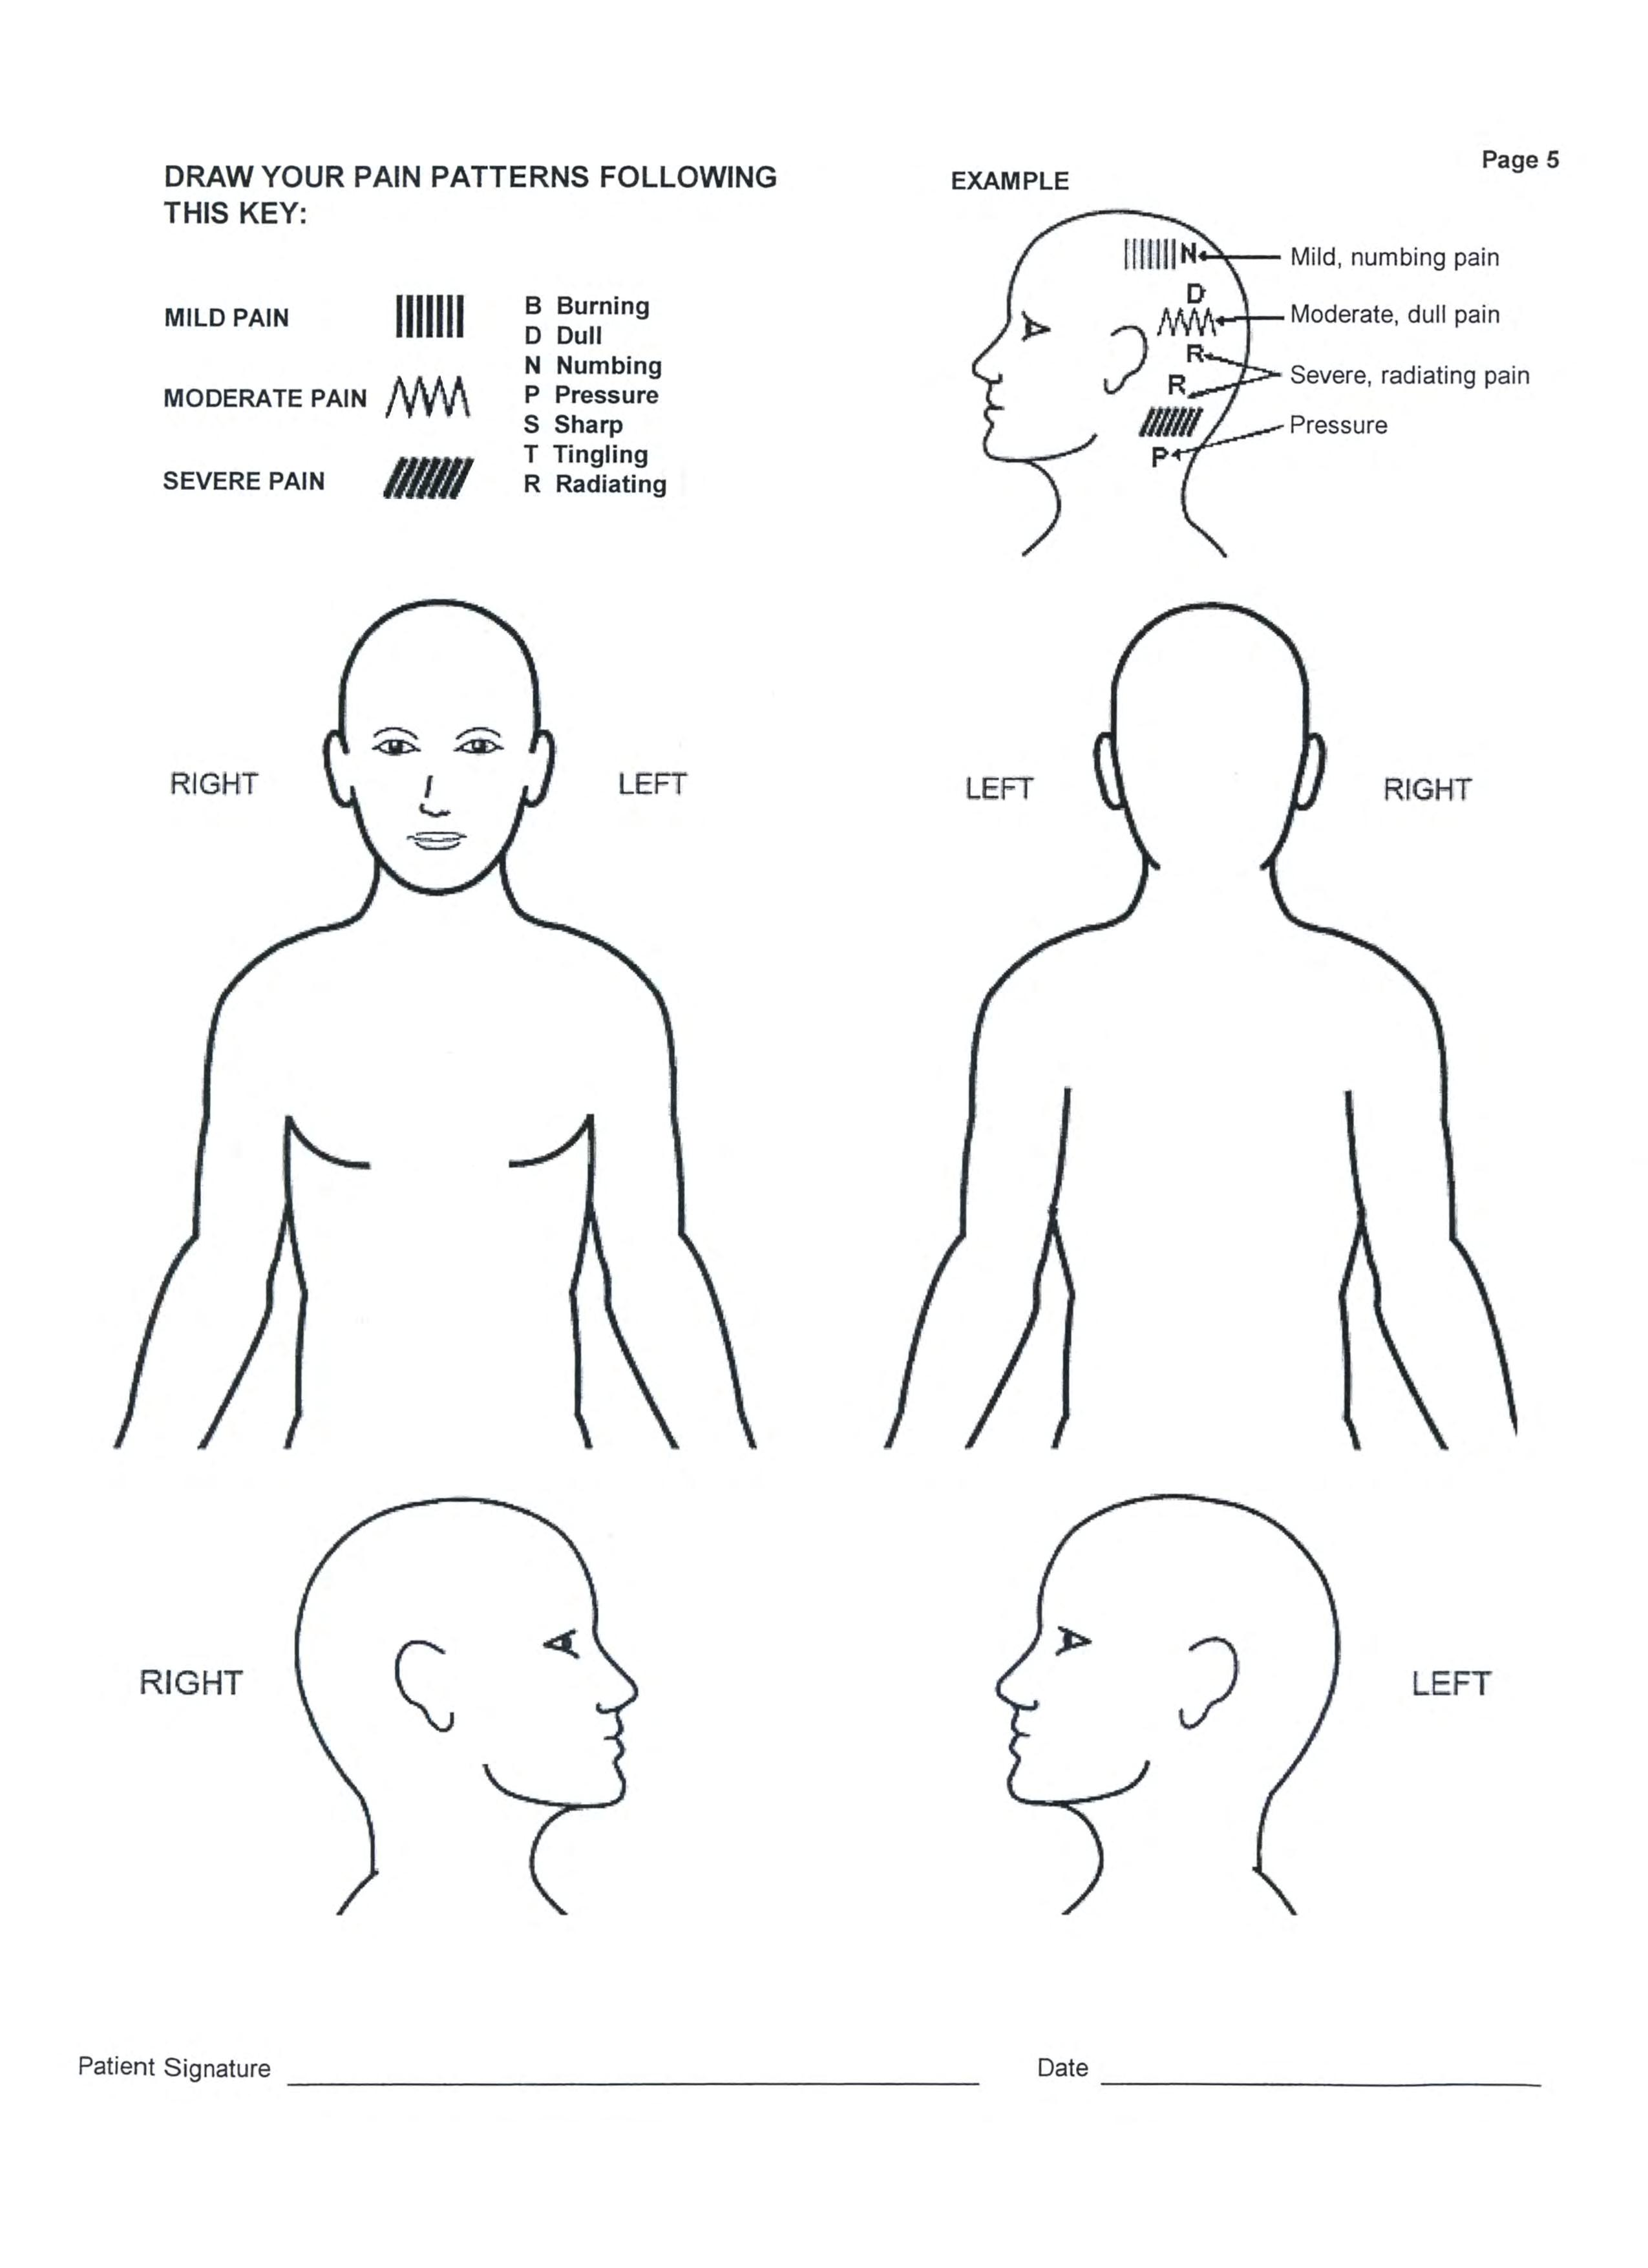 Page 5
DRAW YOUR PAIN PATTERNS FOLLOWING
THIS KEY:
MILD PAIN
MODERATE PAIN
SEVERE PAIN
B Burning
D Dull
N Numbing
P Pressure
S Sharp
T Tingling
R Radiating
EXAMPLE
N
Mild, numbing pain
D
Moderate, dull pain
R
R
Severe, radiating pain
Pressure
P
RIGHT
LEFT
LEFT
RIGHT
RIGHT
LEFT
Patient Signature
Date